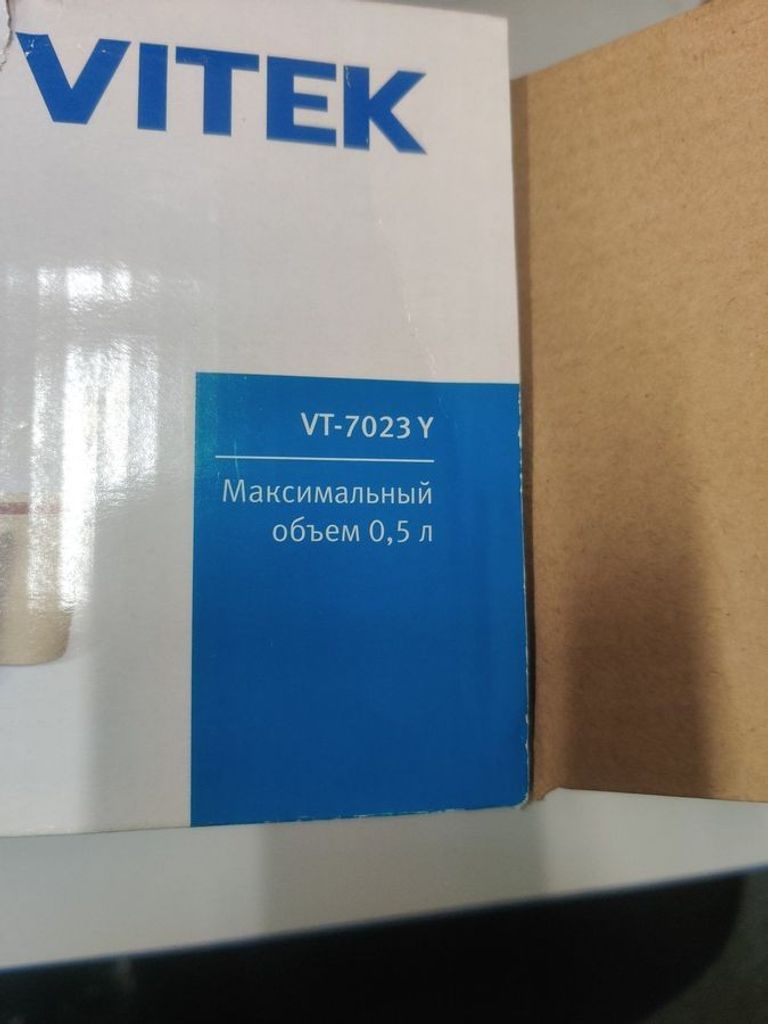 VITEK
VT-7023 Y
Максимальный
объем 0,5 л